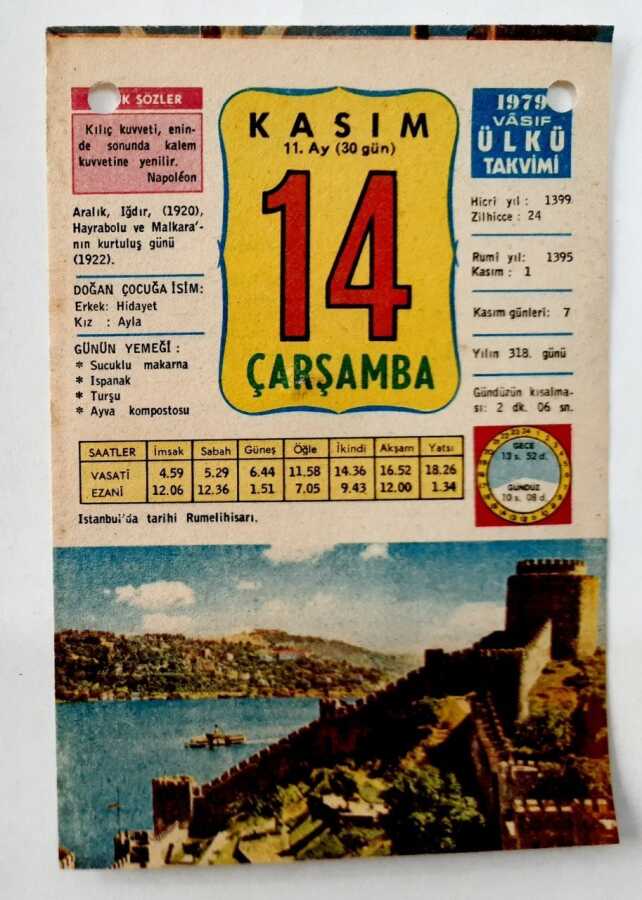 K SÖZLER
Kılıç kuvveti, enin-
de sonunda kalem
kuvvetine yenilir.
Napoléon
Aralık, Iğdır, (1920),
Hayrabolu ve Malkara'-
nın kurtuluş günü
(1922).
DOĞAN ÇOCUĞA İSİM:
Erkek: Hidayet
Kız : Ayla
GÜNÜN YEMEĞİ :
* Sucuklu makarna
* Ispanak
* Turşu
* Ayva kompostosu
KASIM
11. Ay (30 gün)
14
ÇARŞAMBA
1979
VÂSIF
ÜLKÜ
TAKVİMİ
Hicrî yıl : 1399
Zilhicce : 24
Rumî yıl: 1395
Kasım : 1
Kasım günleri: 7
Yılın 318. günü
Gündüzün kısalma-
sı: 2 dk. 06 sn.
SAATLER İmsak Sabah Güneş Öğle İkindi Akşam Yatsı
VASATİ 4.59 5.29 6.44 11.58 14.36 16.52 18.26
EZANİ 12.06 12.36 1.51 7.05 9.43 12.00 1.34
GECE
13 s. 52 d.
GÜNDÜZ
10 s. 08 d.
Istanbul'da tarihi Rumelihisarı.